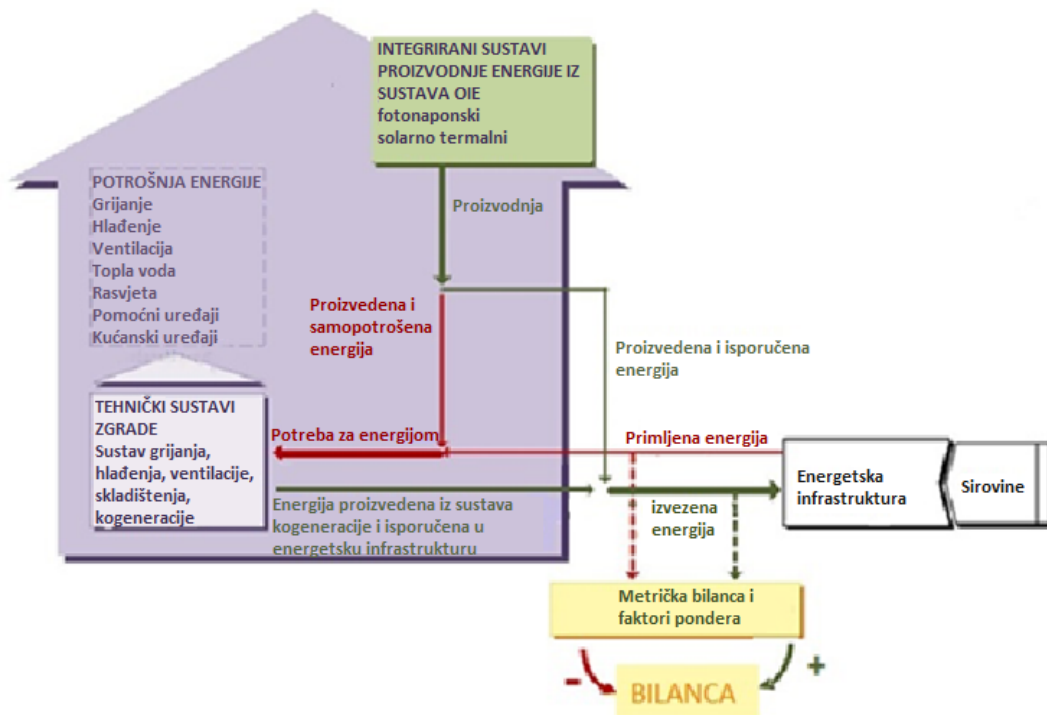 INTEGRIRANI SUSTAVI
PROIZVODNJE ENERGIJE IZ
SUSTAVA OIE
fotonaponski
solarno termalni
POTROŠNJA ENERGIJE
Grijanje
Hlađenje
Ventilacija
Topla voda
Rasvjeta
Pomoćni uređaji
Kućanski uređaji
Proizvodnja
Proizvedena i
samopotrošena
energija
Proizvedena i isporučena
energija
TEHNIČKI SUSTAVI
ZGRADE
Sustav grijanja,
hlađenja, ventilacije,
skladištenja,
kogeneracije
Potreba za energijom
Primljena energija
Energija proizvedena iz sustava
kogeneracije i isporučena u
energetsku infrastrukturu
izvezena
energija
Energetska
infrastruktura
Sirovine
Metrička bilanca i
faktori pondera
-
+
BILANCA